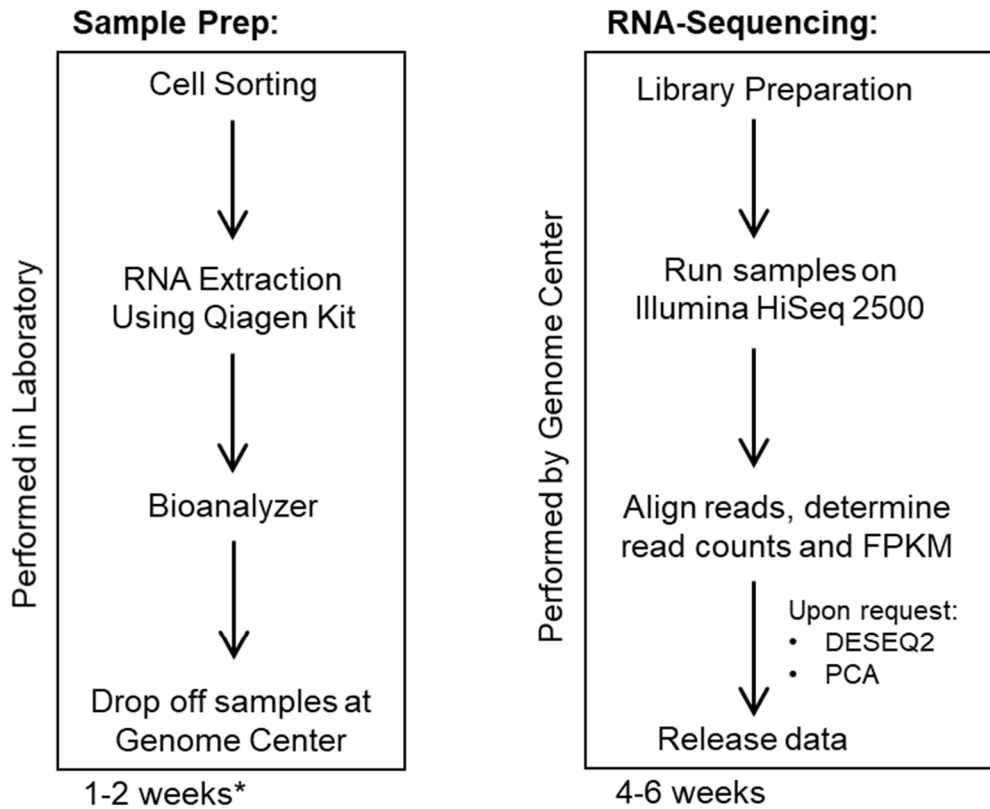 Sample Prep:
Performed in Laboratory
Cell Sorting
RNA Extraction
Using Qiagen Kit
Bioanalyzer
Drop off samples at
Genome Center
1-2 weeks*
RNA-Sequencing:
Performed by Genome Center
Library Preparation
Run samples on
Illumina HiSeq 2500
Align reads, determine
read counts and FPKM
Upon request:
• DESEQ2
• PCA
Release data
4-6 weeks